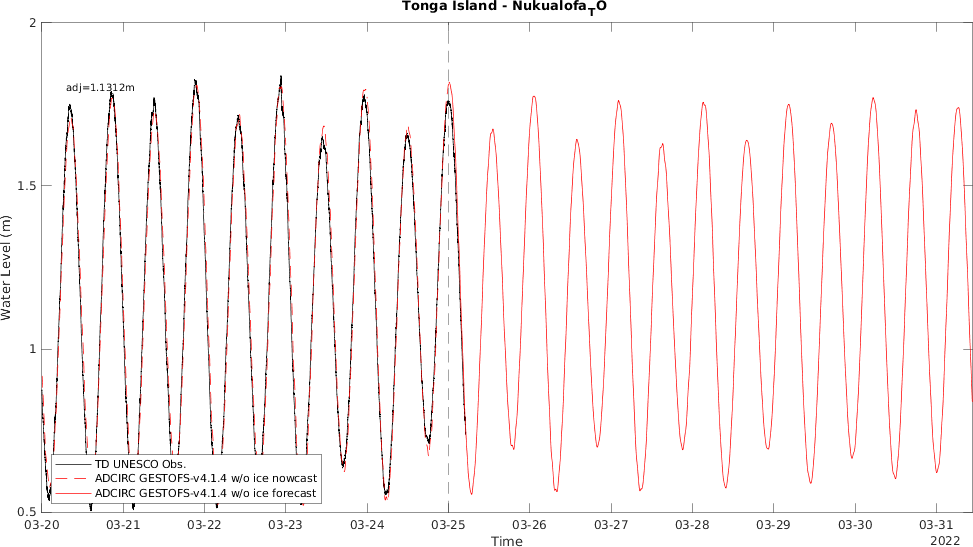 Tonga Island - NukualofaTO
2
adj=1.1312m
1.5
Water Level (m)
1
TD UNESCO Obs.
ADCIRC GESTOFS-v4.1.4 w/o ice nowcast
ADCIRC GESTOFS-v4.1.4 w/o ice forecast
0.5
03-20 03-21 03-22 03-23 03-24 03-25 03-26 03-27 03-28 03-29 03-30 03-31
Time
2022